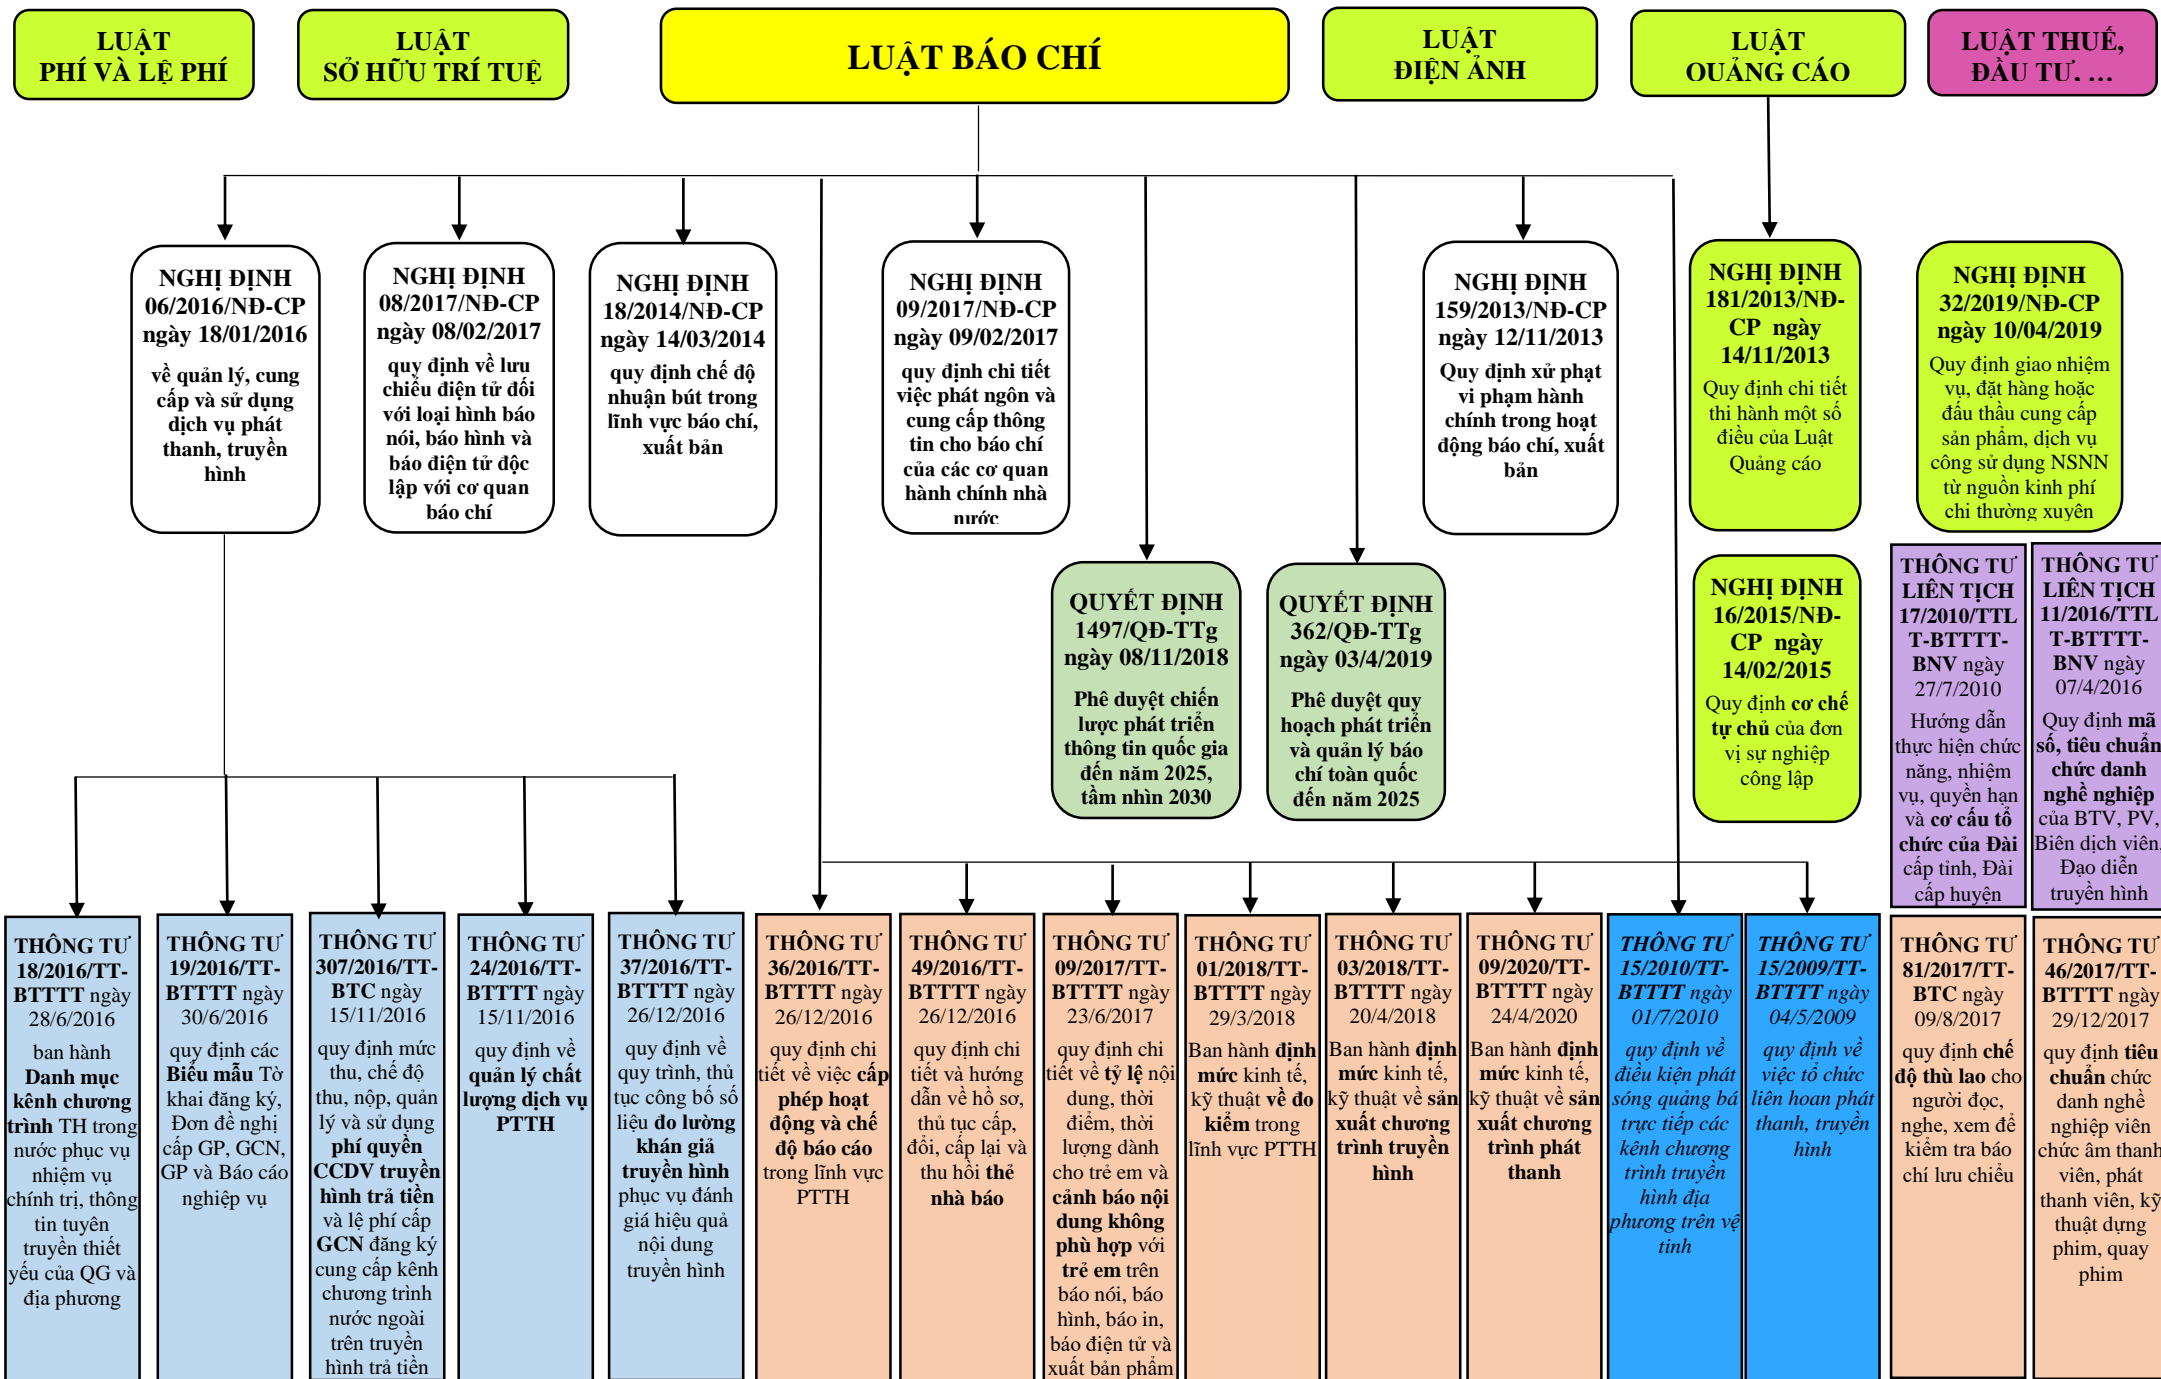 LUẬT
PHÍ VÀ LỆ PHÍ
LUẬT
SỞ HỮU TRÍ TUỆ
LUẬT BÁO CHÍ
LUẬT
ĐIỆN ẢNH
LUẬT
QUẢNG CÁO
LUẬT THUẾ,
ĐẦU TƯ, …
NGHỊ ĐỊNH
06/2016/NĐ-CP
ngày 18/01/2016
về quản lý, cung
cấp và sử dụng
dịch vụ phát
thanh, truyền
hình
NGHỊ ĐỊNH
08/2017/NĐ-CP
ngày 08/02/2017
quy định về lưu
chiểu điện tử đối
với loại hình báo
nói, báo hình và
báo điện tử độc
lập với cơ quan
báo chí
NGHỊ ĐỊNH
18/2014/NĐ-CP
ngày 14/03/2014
quy định chế độ
nhuận bút trong
lĩnh vực báo chí,
xuất bản
NGHỊ ĐỊNH
09/2017/NĐ-CP
ngày 09/02/2017
quy định chi tiết
việc phát ngôn và
cung cấp thông
tin cho báo chí
của các cơ quan
hành chính nhà
nước
NGHỊ ĐỊNH
159/2013/NĐ-CP
ngày 12/11/2013
Quy định xử phạt
vi phạm hành
chính trong hoạt
động báo chí, xuất
bản
NGHỊ ĐỊNH
181/2013/NĐ-
CP ngày
14/11/2013
Quy định chi tiết
thi hành một số
điều của Luật
Quảng cáo
NGHỊ ĐỊNH
32/2019/NĐ-CP
ngày 10/04/2019
Quy định giao nhiệm
vụ, đặt hàng hoặc
đấu thầu cung cấp
sản phẩm, dịch vụ
công sử dụng NSNN
từ nguồn kinh phí
chi thường xuyên
QUYẾT ĐỊNH
1497/QĐ-TTg
ngày 08/11/2018
Phê duyệt chiến
lược phát triển
thông tin quốc gia
đến năm 2025,
tầm nhìn 2030
QUYẾT ĐỊNH
362/QĐ-TTg
ngày 03/4/2019
Phê duyệt quy
hoạch phát triển
và quản lý báo
chí toàn quốc
đến năm 2025
NGHỊ ĐỊNH
16/2015/NĐ-
CP ngày
14/02/2015
Quy định cơ chế
tự chủ của đơn
vị sự nghiệp
công lập
THÔNG TƯ
LIÊN TỊCH
17/2010/TTL
T-BTTTT-
BNV ngày
27/7/2010
Hướng dẫn
thực hiện chức
năng, nhiệm
vụ, quyền hạn
và cơ cấu tổ
chức của Đài
cấp tỉnh, Đài
cấp huyện
THÔNG TƯ
LIÊN TỊCH
11/2016/TTL
T-BTTTT-
BNV ngày
07/4/2016
Quy định mã
số, tiêu chuẩn
chức danh
nghề nghiệp
của BTV, PV,
Biên dịch viên,
Đạo diễn
truyền hình
THÔNG TƯ
18/2016/TT-
BTTTT ngày
28/6/2016
ban hành
Danh mục
kênh chương
trình TH trong
nước phục vụ
nhiệm vụ
chính trị, thông
tin tuyên
truyền thiết
yếu của QG và
địa phương
THÔNG TƯ
19/2016/TT-
BTTTT ngày
30/6/2016
quy định các
Biểu mẫu Tờ
khai đăng ký,
Đơn đề nghị
cấp GP, GCN,
GP và Báo cáo
nghiệp vụ
THÔNG TƯ
307/2016/TT-
BTC ngày
15/11/2016
quy định mức
thu, chế độ
thu, nộp, quản
lý và sử dụng
phí quyền
CCDV truyền
hình trả tiền
và lệ phí cấp
GCN đăng ký
cung cấp kênh
chương trình
nước ngoài
trên truyền
hình trả tiền
THÔNG TƯ
24/2016/TT-
BTTTT ngày
15/11/2016
quy định về
quản lý chất
lượng dịch vụ
PTTH
THÔNG TƯ
37/2016/TT-
BTTTT ngày
26/12/2016
quy định về
quy trình, thủ
tục công bố số
liệu đo lường
khán giả
truyền hình
phục vụ đánh
giá hiệu quả
nội dung
truyền hình
THÔNG TƯ
36/2016/TT-
BTTTT ngày
26/12/2016
quy định chi
tiết về việc cấp
phép hoạt
động và chế
độ báo cáo
trong lĩnh vực
PTTH
THÔNG TƯ
49/2016/TT-
BTTTT ngày
26/12/2016
quy định chi
tiết và hướng
dẫn về hồ sơ,
thủ tục cấp,
đổi, cấp lại và
thu hồi thẻ
nhà báo
THÔNG TƯ
09/2017/TT-
BTTTT ngày
23/6/2017
quy định chi
tiết về tỷ lệ nội
dung, thời
điểm, thời
lượng dành
cho trẻ em và
cảnh báo nội
dung không
phù hợp với
trẻ em trên
báo nói, báo
hình, báo in,
báo điện tử và
xuất bản phẩm
THÔNG TƯ
01/2018/TT-
BTTTT ngày
29/3/2018
Ban hành định
mức kinh tế,
kỹ thuật về đo
kiểm trong
lĩnh vực PTTH
THÔNG TƯ
03/2018/TT-
BTTTT ngày
20/4/2018
Ban hành định
mức kinh tế,
kỹ thuật về sản
xuất chương
trình truyền
hình
THÔNG TƯ
09/2020/TT-
BTTTT ngày
24/4/2020
Ban hành định
mức kinh tế,
kỹ thuật về sản
xuất chương
trình phát
thanh
THÔNG TƯ
15/2010/TT-
BTTTT ngày
01/7/2010
quy định về
điều kiện phát
sóng quảng bá
trực tiếp các
kênh chương
trình truyền
hình địa
phương trên vệ
tinh
THÔNG TƯ
15/2009/TT-
BTTTT ngày
04/5/2009
quy định về
việc tổ chức
liên hoan phát
thanh, truyền
hình
THÔNG TƯ
81/2017/TT-
BTC ngày
09/8/2017
quy định chế
độ thù lao cho
người đọc,
nghe, xem để
kiểm tra báo
chí lưu chiểu
THÔNG TƯ
46/2017/TT-
BTTTT ngày
29/12/2017
quy định tiêu
chuẩn chức
danh nghề
nghiệp viên
chức âm thanh
viên, phát
thanh viên, kỹ
thuật dựng
phim, quay
phim